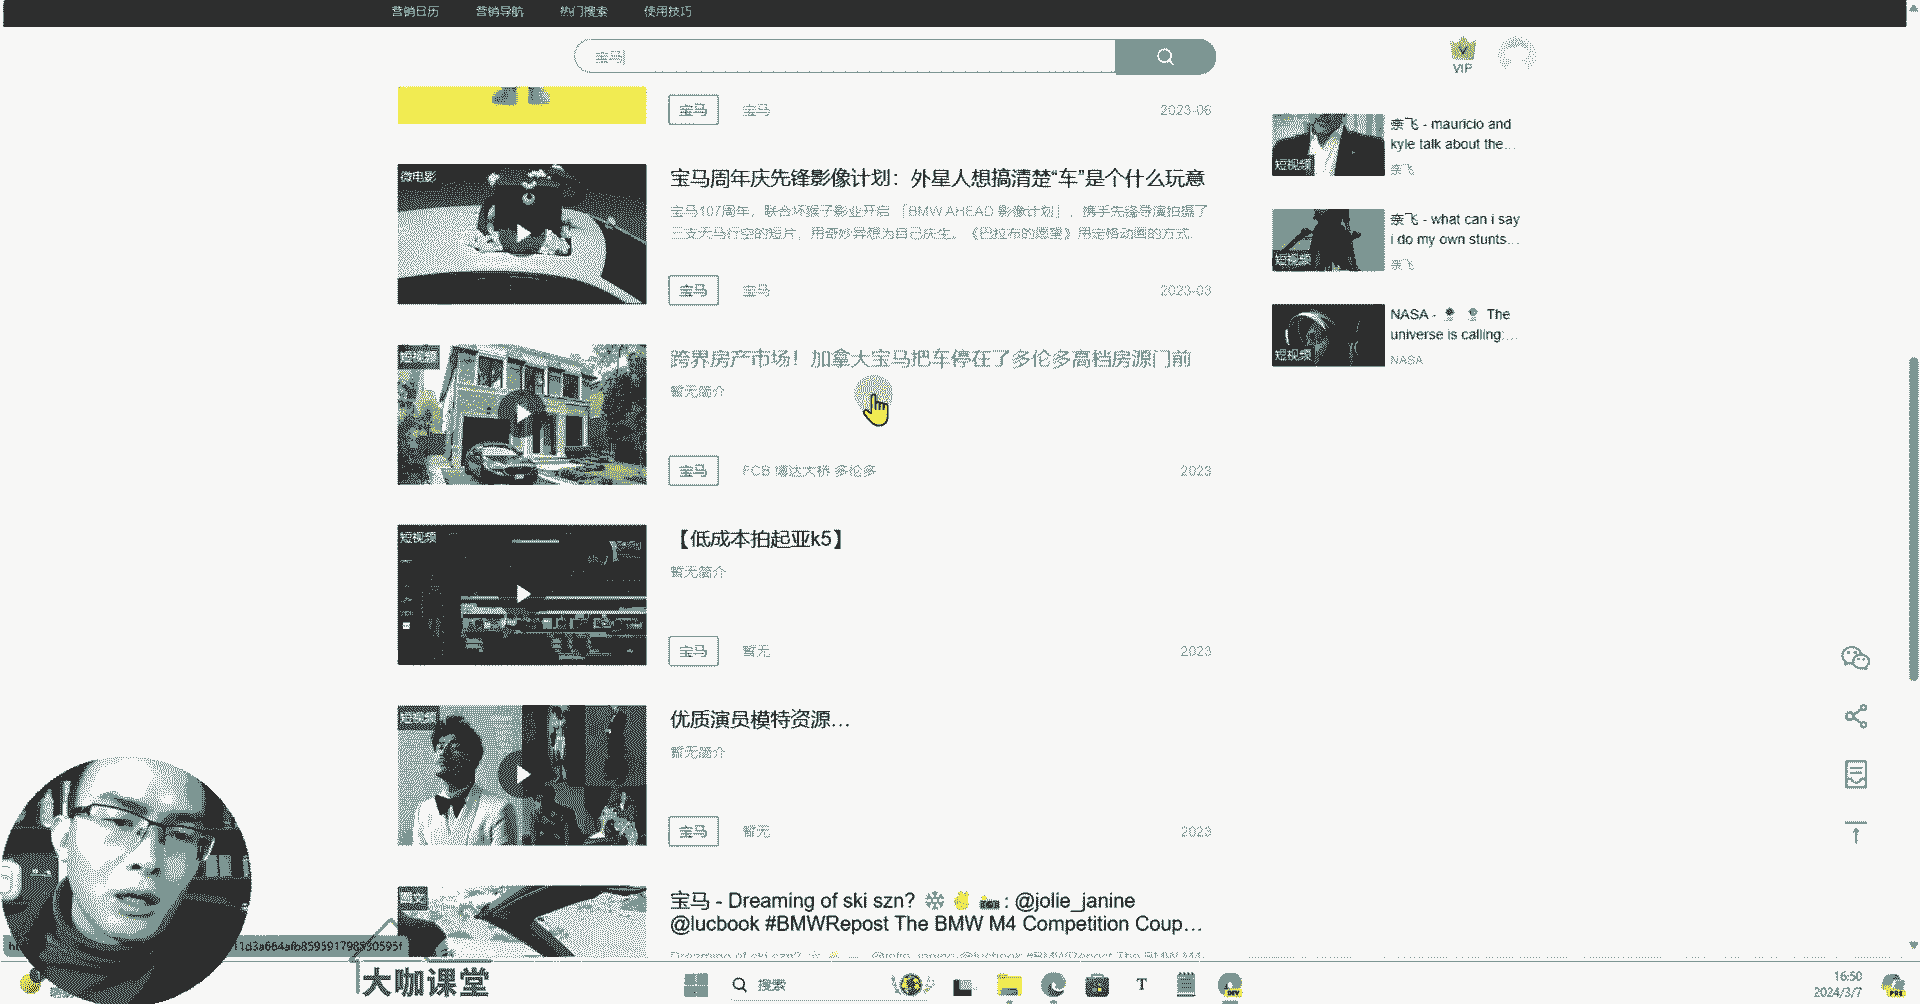 营销日历 营销导航 热门搜索 使用技巧
宝马
VIP
宝马 宝马 2023-06
微电影
宝马周年庆先锋影像计划：外星人想搞清楚“车”是个什么玩意
宝马107周年，联合坏猴子影业开启「BMW AHEAD 影像计划」，携手先锋导演拍摄了
三支天马行空的短片，用奇妙异想为自己庆生。《巴拉布的愿望》用定格动画的方式，
宝马 宝马 2023-03
短视频
跨界房产市场！加拿大宝马把车停在了多伦多高档房源门前
暂无简介
宝马 FCB 博达大桥 多伦多 2023
短视频
【低成本拍起亚k5】
暂无简介
宝马 暂无 2023
短视频
优质演员模特资源...
暂无简介
宝马 暂无 2023
图文
宝马 - Dreaming of ski szn? ❄️ ✌️ 📷 : @jolie_janine
@lucbook #BMWRepost The BMW M4 Competition Coup...
短视频
亲飞 - mauricio and
kyle talk about the...
亲飞
短视频
亲飞 - what can i say
i do my own stunts...
亲飞
短视频
NASA - The
universe is calling:...
NASA
大咖课堂
搜索
16:50
2024/3/7